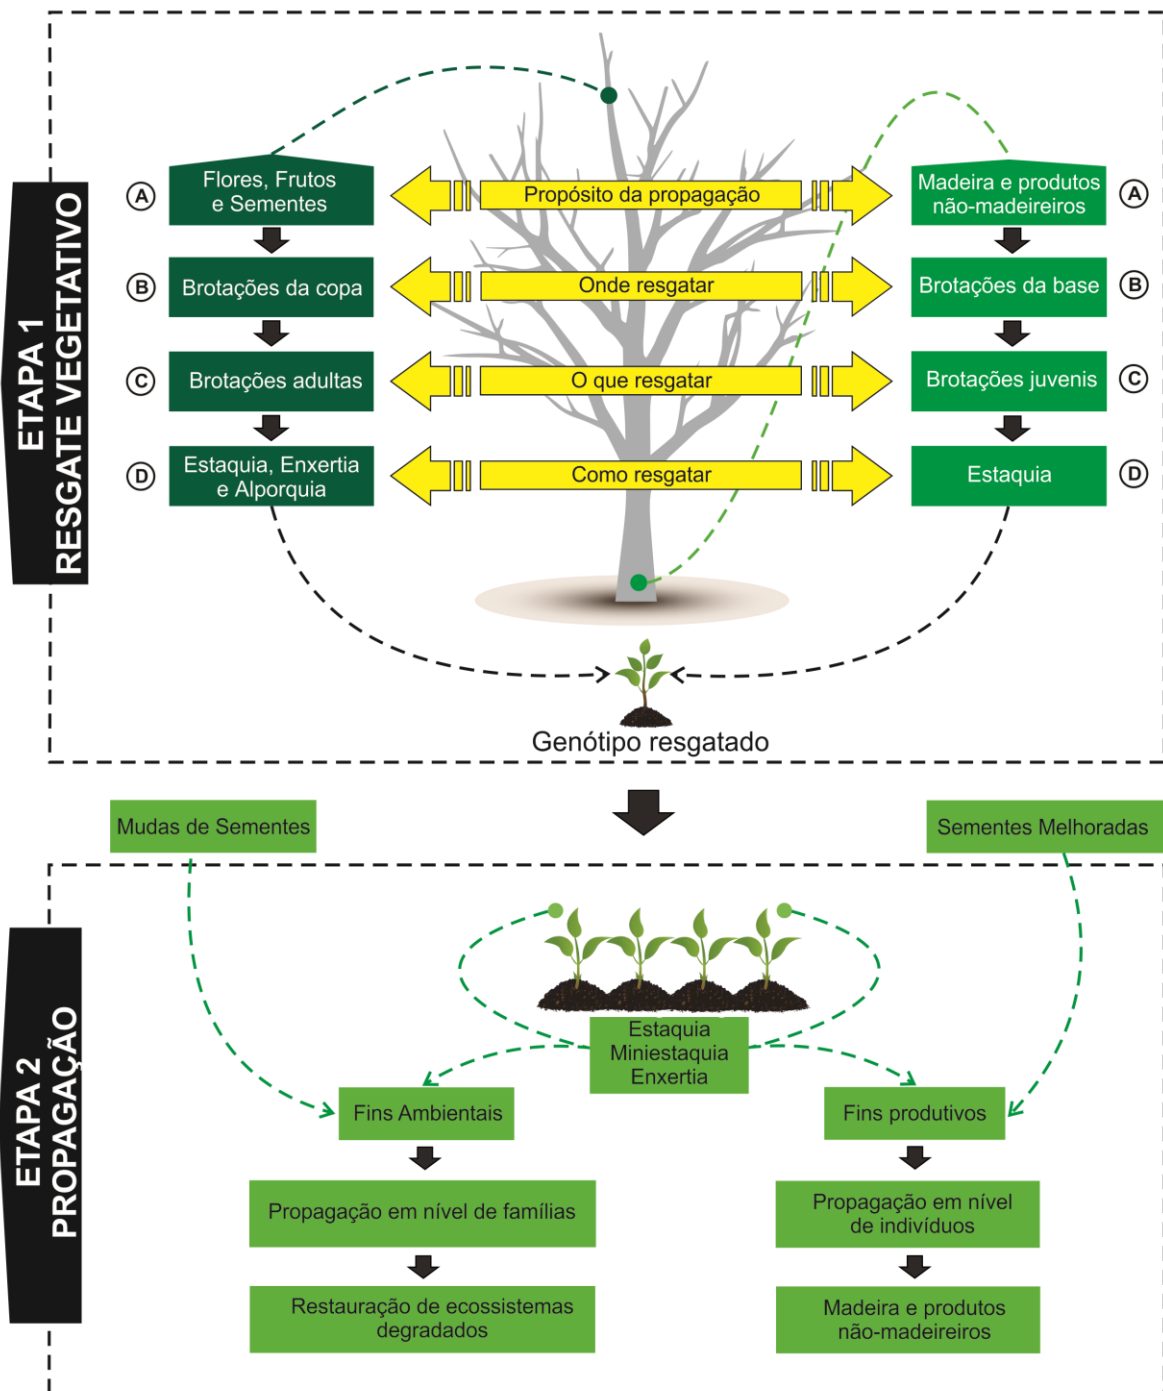 ETAPA 1
RESGATE VEGETATIVO
A
Flores, Frutos
e Sementes
Propósito da propagação
Madeira e produtos
não-madeireiros
A
B
Brotações da copa
Onde resgatar
Brotações da base
B
C
Brotações adultas
O que resgatar
Brotações juvenis
C
D
Estaquia, Enxertia
e Alporquia
Como resgatar
Estaquia
D
Genótipo resgatado
Mudas de Sementes
Sementes Melhoradas
ETAPA 2
PROPAGAÇÃO
Estaquia
Miniestaquia
Enxertia
Fins Ambientais
Fins produtivos
Propagação em nível de famílias
Propagação em nível
de indivíduos
Restauração de ecossistemas
degradados
Madeira e produtos
não-madeireiros